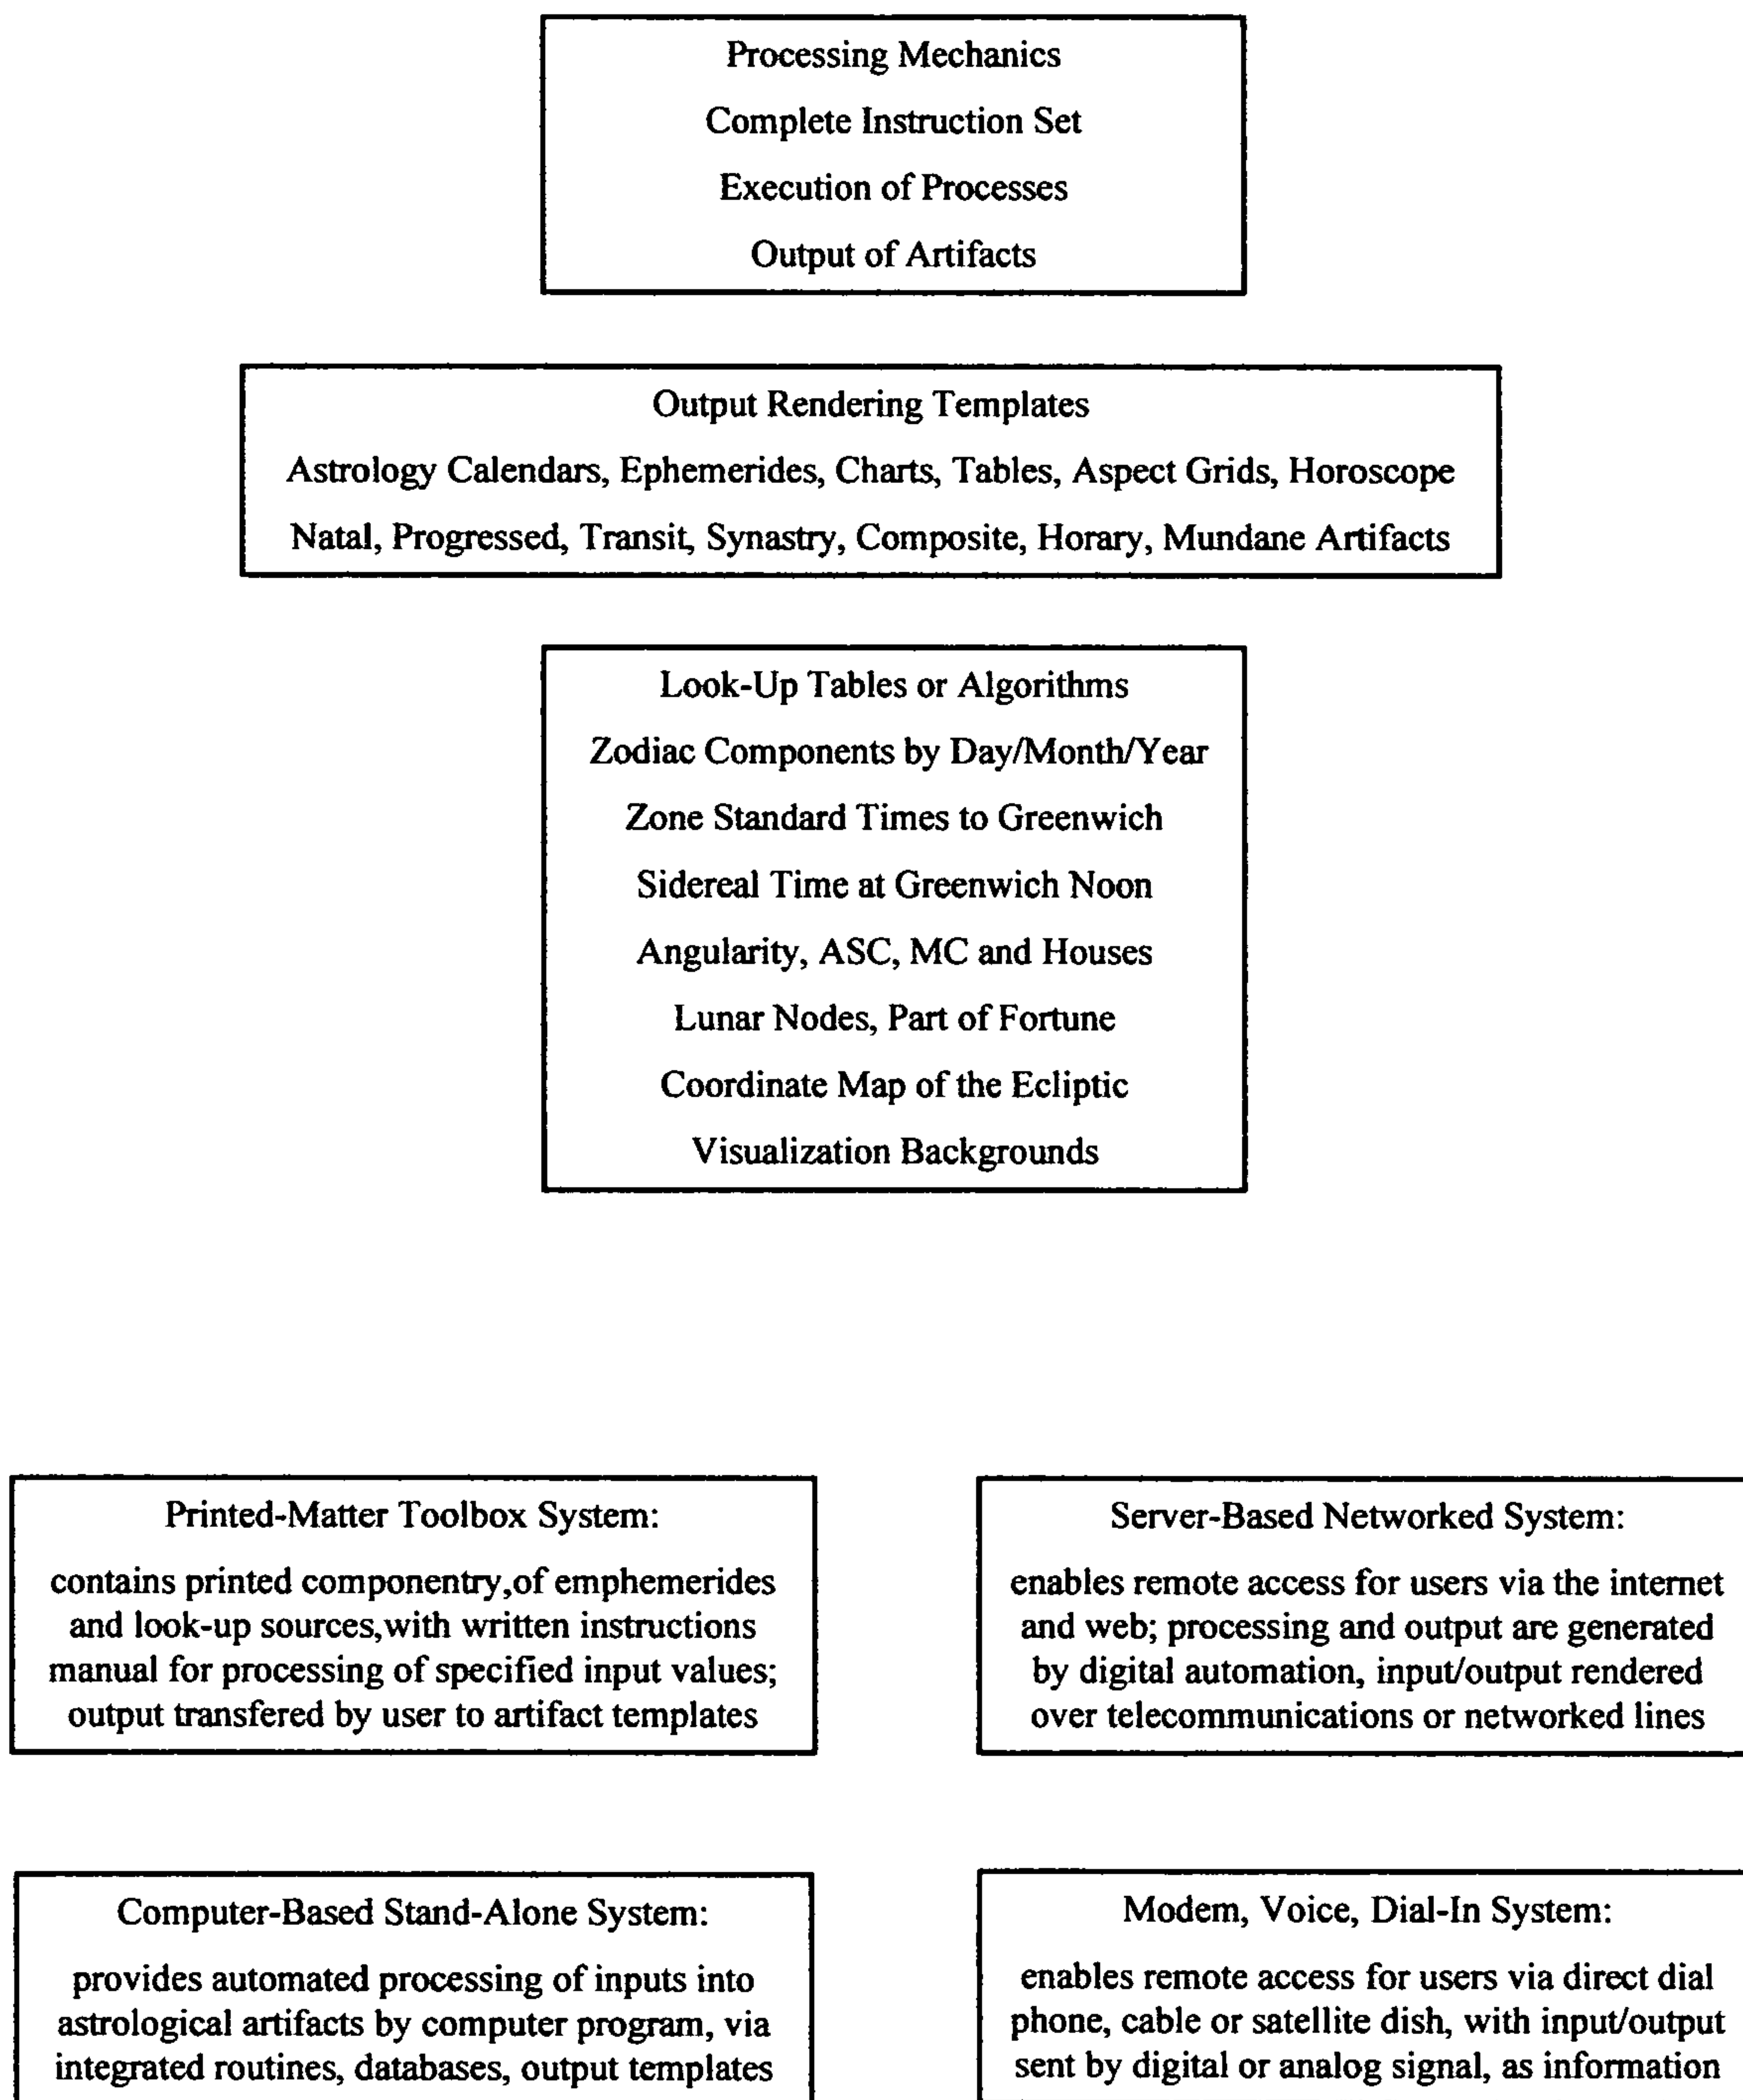 Processing Mechanics
Complete Instruction Set
Execution of Processes
Output of Artifacts
Output Rendering Templates
Astrology Calendars, Ephemerides, Charts, Tables, Aspect Grids, Horoscope
Natal, Progressed, Transit, Synastry, Composite, Horary, Mundane Artifacts
Look-Up Tables or Algorithms
Zodiac Components by Day/Month/Year
Zone Standard Times to Greenwich
Sidereal Time at Greenwich Noon
Angularity, ASC, MC and Houses
Lunar Nodes, Part of Fortune
Coordinate Map of the Ecliptic
Visualization Backgrounds
Printed-Matter Toolbox System:
contains printed componentry,of emphemerides
and look-up sources,with written instructions
manual for processing of specified input values;
output transfered by user to artifact templates
Server-Based Networked System:
enables remote access for users via the internet
and web; processing and output are generated
by digital automation, input/output rendered
over telecommunications or networked lines
Computer-Based Stand-Alone System:
provides automated processing of inputs into
astrological artifacts by computer program, via
integrated routines, databases, output templates
Modem, Voice, Dial-In System:
enables remote access for users via direct dial
phone, cable or satellite dish, with input/output
sent by digital or analog signal, as information